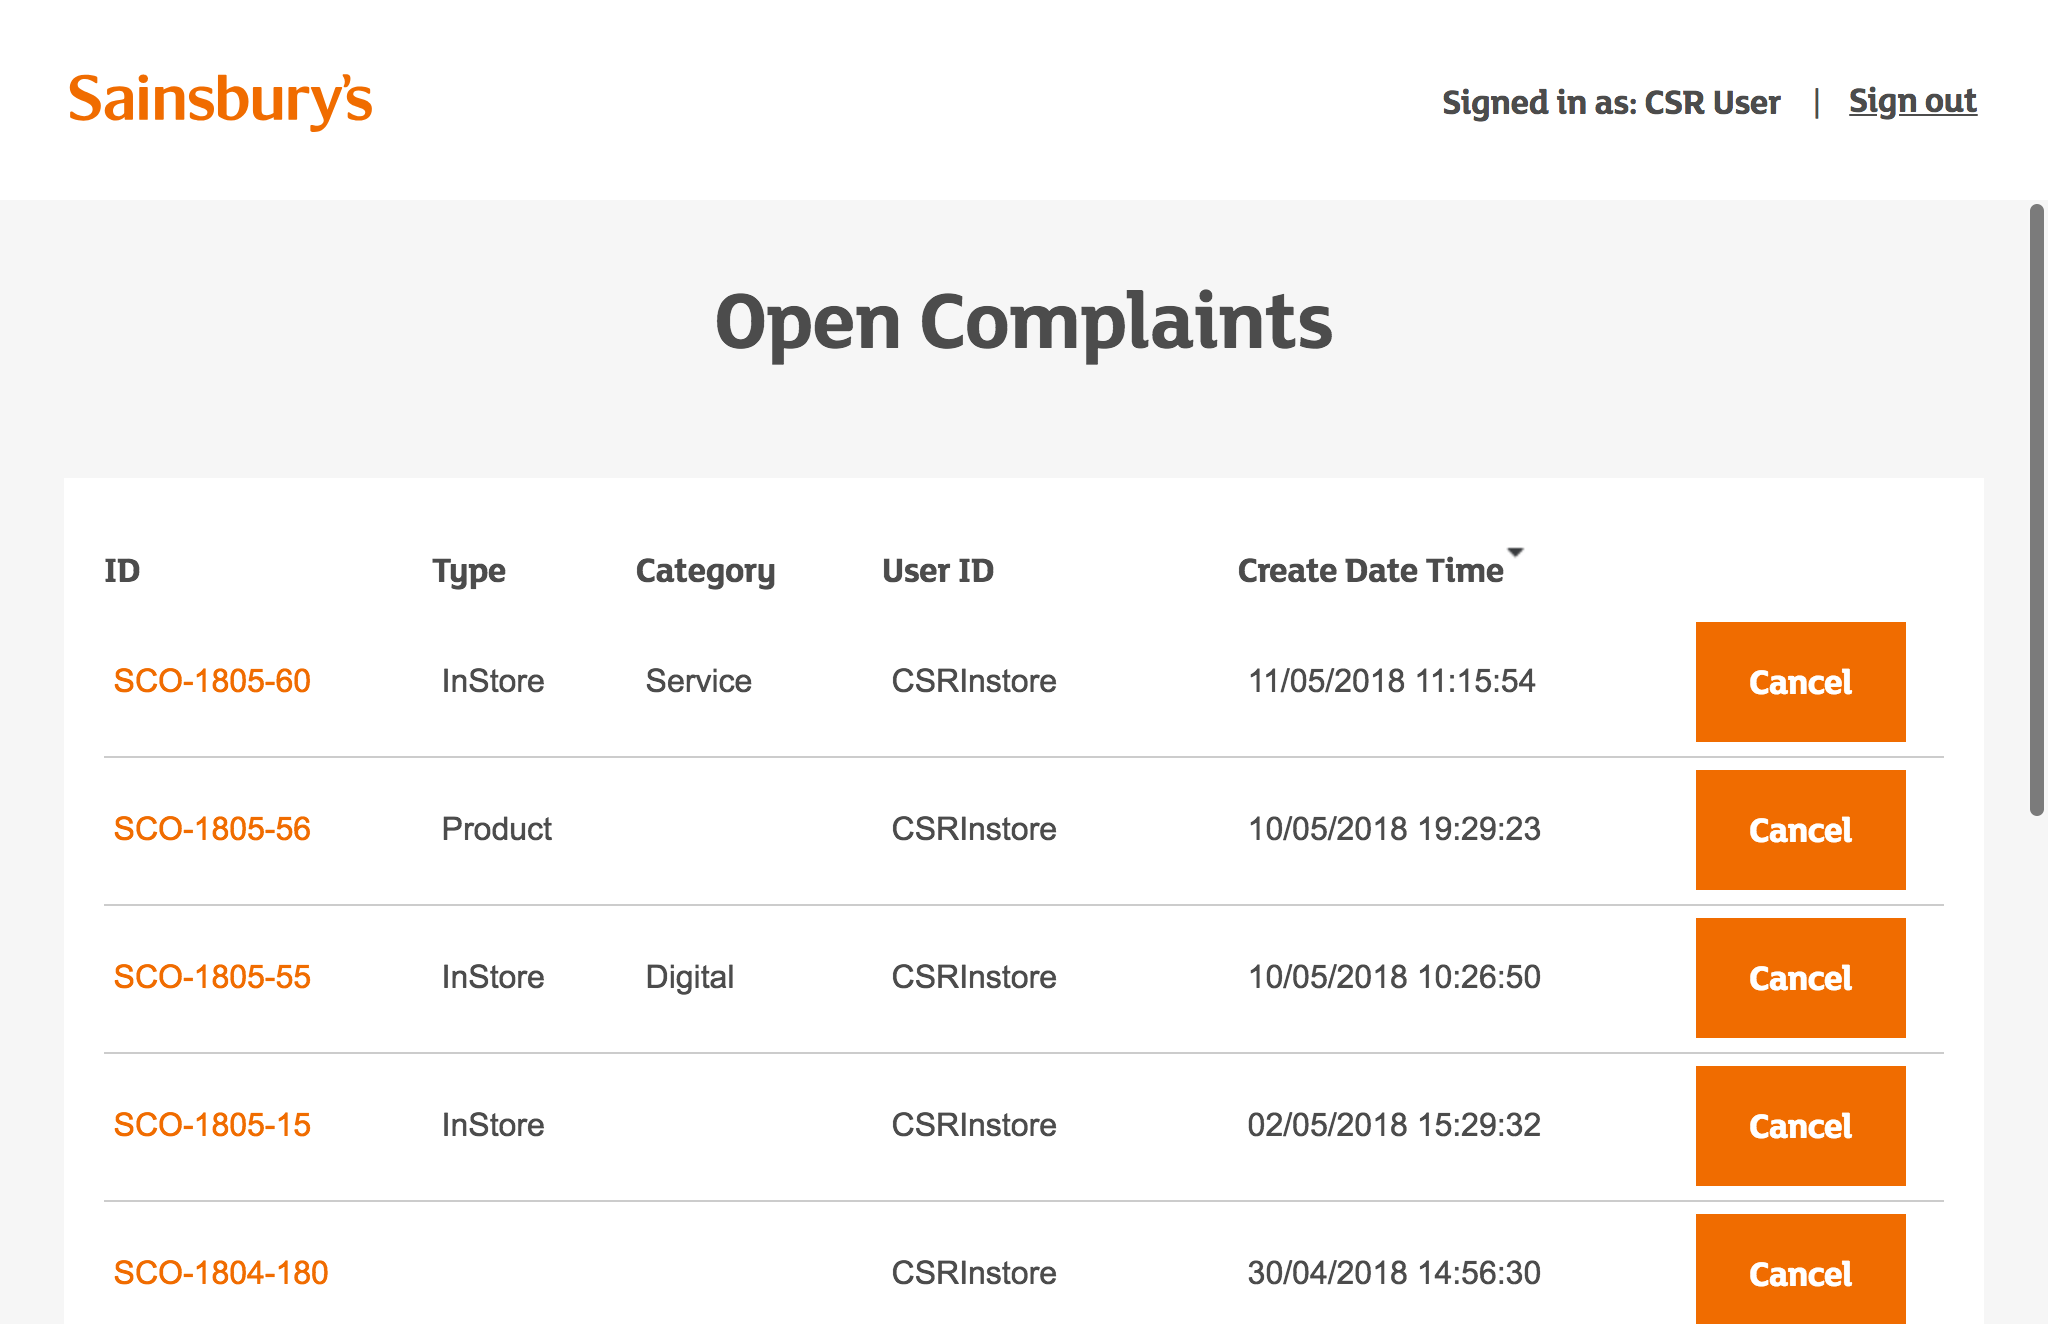 Sainsbury's
Signed in as: CSR User | Sign out
Open Complaints
ID Type Category User ID Create Date Time
SCO-1805-60 InStore Service CSRInstore 11/05/2018 11:15:54 Cancel
SCO-1805-56 Product CSRInstore 10/05/2018 19:29:23 Cancel
SCO-1805-55 InStore Digital CSRInstore 10/05/2018 10:26:50 Cancel
SCO-1805-15 InStore CSRInstore 02/05/2018 15:29:32 Cancel
SCO-1804-180 CSRInstore 30/04/2018 14:56:30 Cancel